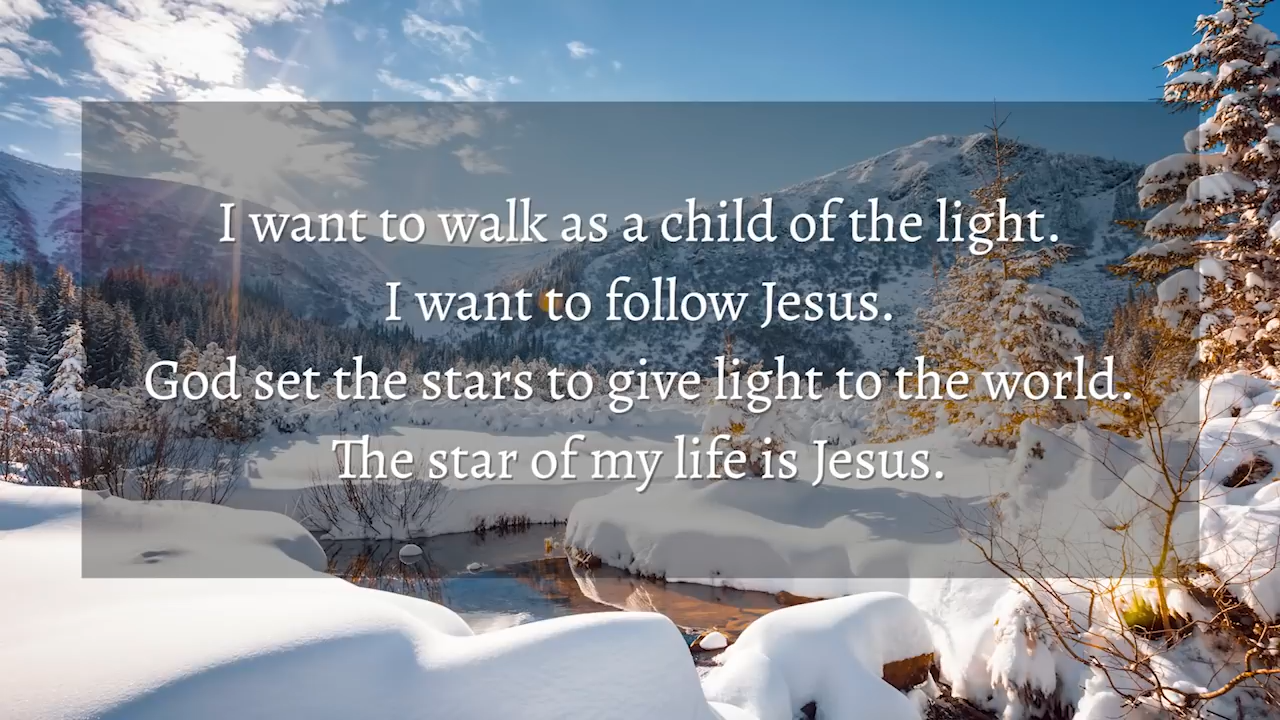 I want to walk as a child of the light.
I want to follow Jesus.
God set the stars to give light to the world.
The star of my life is Jesus.